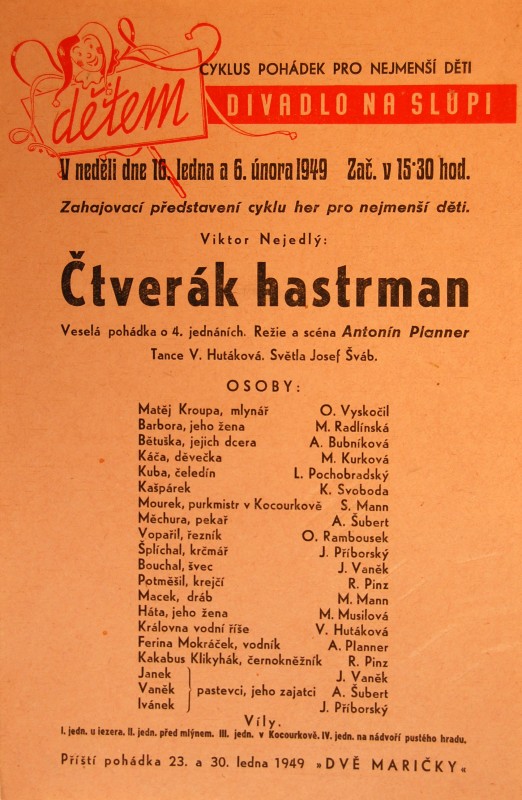 CYKLUS POHÁDEK PRO NEJMENŠÍ DĚTI
dětem
DIVADLO NA SLUPI
V neděli dne 16. ledna a 6. února 1949 Zač. v 15·30 hod.
Zahajovací představení cyklu her pro nejmenší děti.
Viktor Nejedlý:
Čtverák hastrman
Veselá pohádka o 4. jednáních. Režie a scéna Antonín Planner
Tance V. Hutáková. Světla Josef Šváb.
OSOBY:
Matěj Kroupa, mlynář O. Vyskočil
Barbora, jeho žena M. Radlínská
Bětuška, jejich dcera A. Bubníková
Káča, děvečka M. Kurková
Kuba, čeledín L. Pochobradský
Kašpárek K. Svoboda
Mourek, purkmistr v Kocourkově S. Mann
Měchura, pekař A. Šubert
Vopařil, řezník O. Rambousek
Šplíchal, krčmář J. Příborský
Bouchal, švec J. Vaněk
Potměšil, krejčí R. Pinz
Macek, dráb M. Mann
Háta, jeho žena M. Musilová
Královna vodní říše V. Hutáková
Ferina Mokráček, vodník A. Planner
Kakabus Klikyhák, černokněžník R. Pinz
Janek J. Vaněk
Vaněk pastevci, jeho zajatci A. Šubert
Ivánek J. Příborský
Víly.
I. jedn. u jezera. II. jedn. před mlýnem. III. jedn. v Kocourkově. IV. jedn. na nádvoří pustého hradu.
Příští pohádka 23. a 30. ledna 1949 »DVĚ MARIČKY«